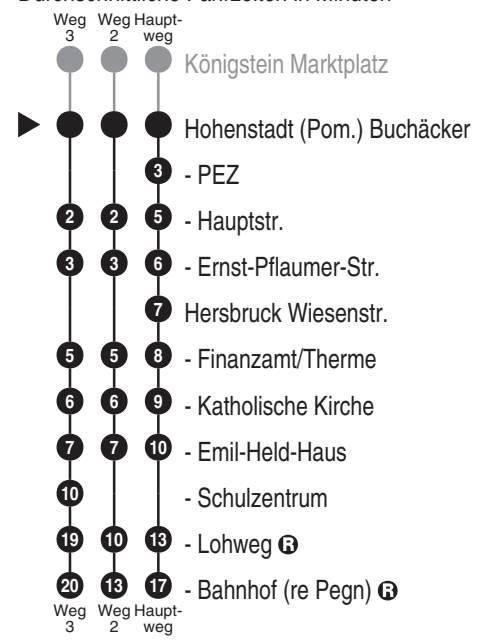 Weg Weg Haupt-
3 2 weg
Königstein Marktplatz
Hohenstadt (Pom.) Buchäcker
3 - PEZ
2 2 5 - Hauptstr.
3 3 6 - Ernst-Pflaumer-Str.
7 Hersbruck Wiesenstr.
5 5 8 - Finanzamt/Therme
6 6 9 - Katholische Kirche
7 7 10 - Emil-Held-Haus
10 - Schulzentrum
19 10 13 - Lohweg R
20 13 17 - Bahnhof (re Pegn) R
Weg Weg Haupt-
3 2 weg